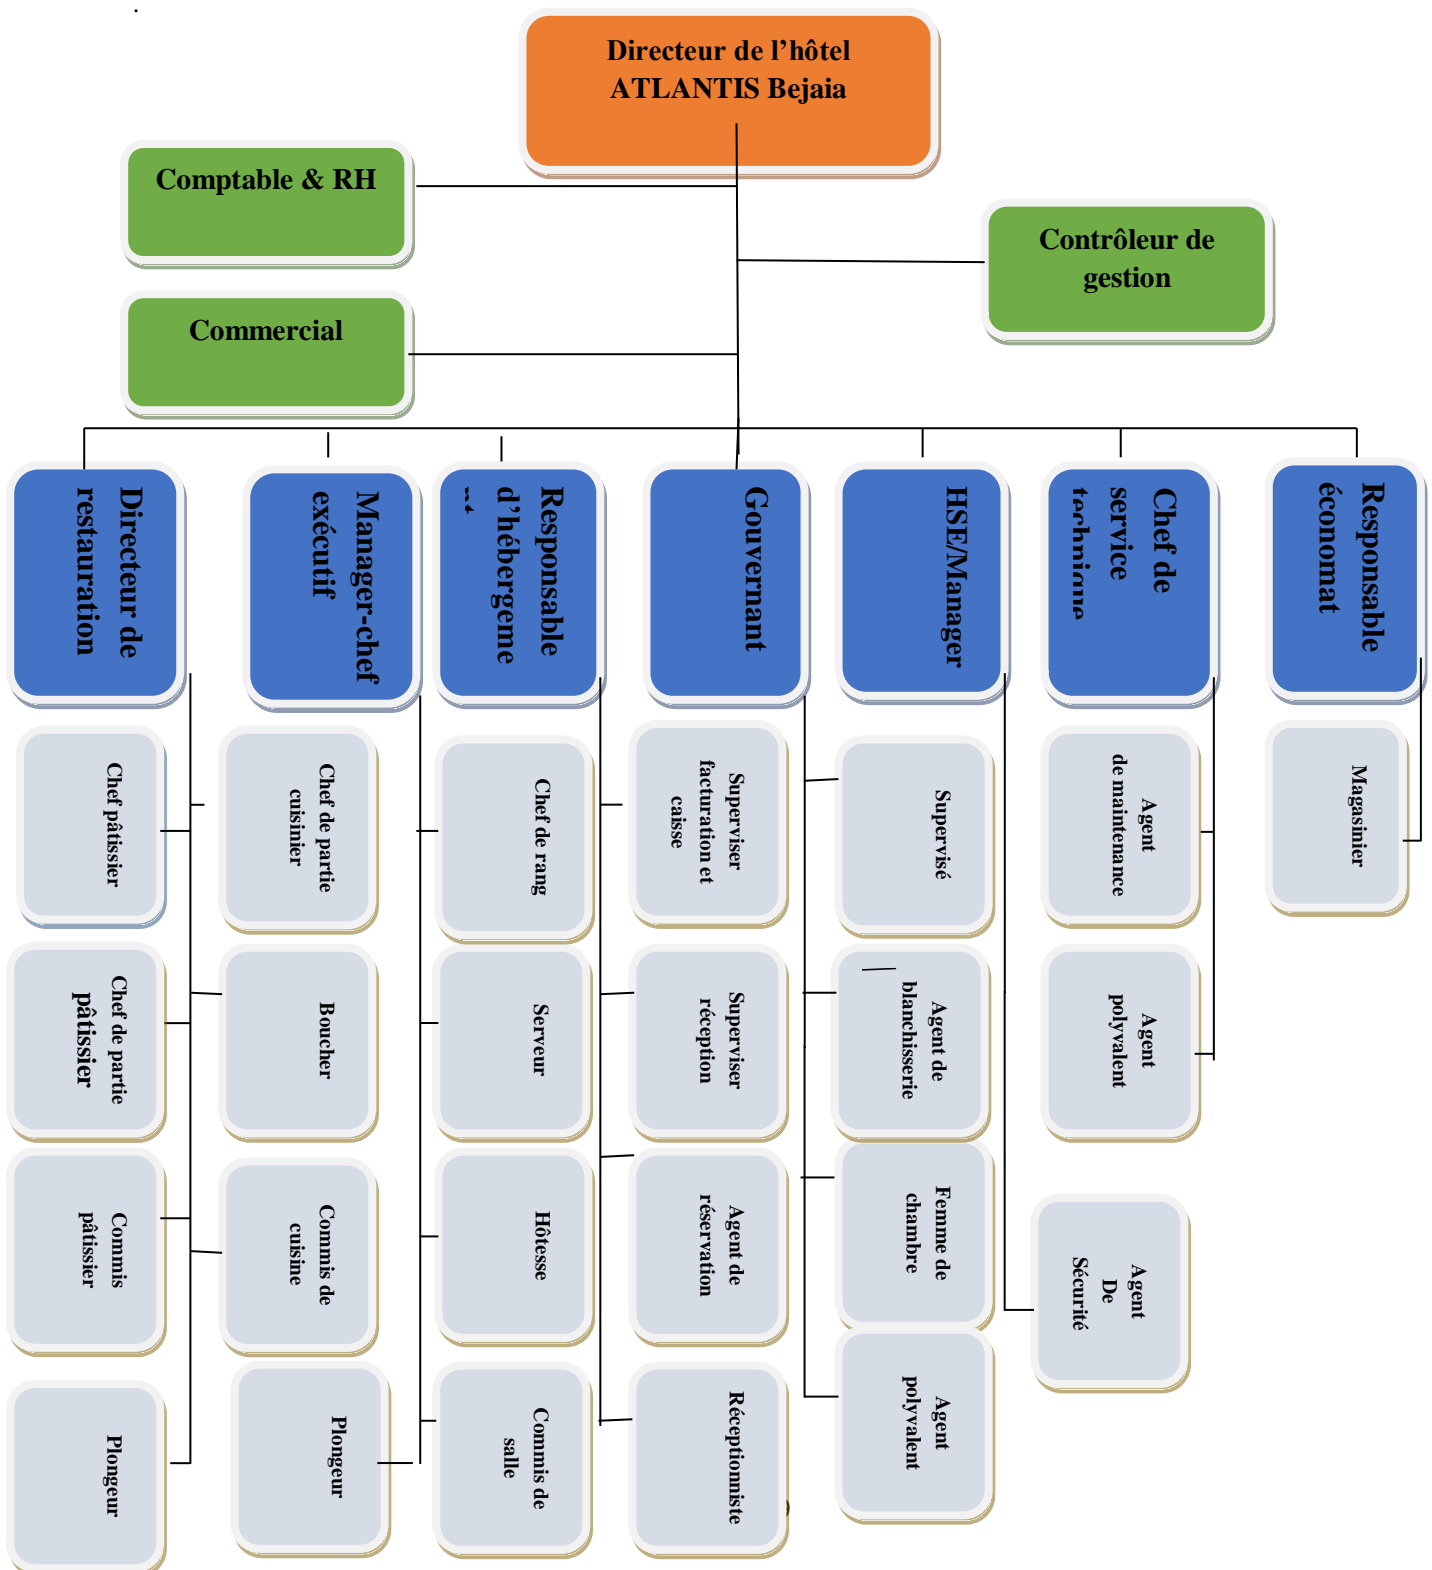 Directeur de l’hôtel
ATLANTIS Bejaia
Comptable & RH
Contrôleur de
gestion
Commercial
Directeur de
restauration
Manager-chef
exécutif
Responsable
d’hébergeme
Gouvernant
HSE/Manager
Chef de
service
technique
Responsable
économat
Chef pâtissier
Chef de partie
cuisinier
Chef de rang
Superviser
facturation et
caisse
Supervisé
Agent
de maintenance
Magasinier
Chef de partie
pâtissier
Boucher
Serveur
Superviser
réception
Agent de
blanchisserie
Agent
polyvalent
Commis
pâtissier
Commis de
cuisine
Hôtesse
Agent de
réservation
Femme de
chambre
Agent
De
Sécurité
Plongeur
Plongeur
Commis de
salle
Réceptionniste
Agent
polyvalent